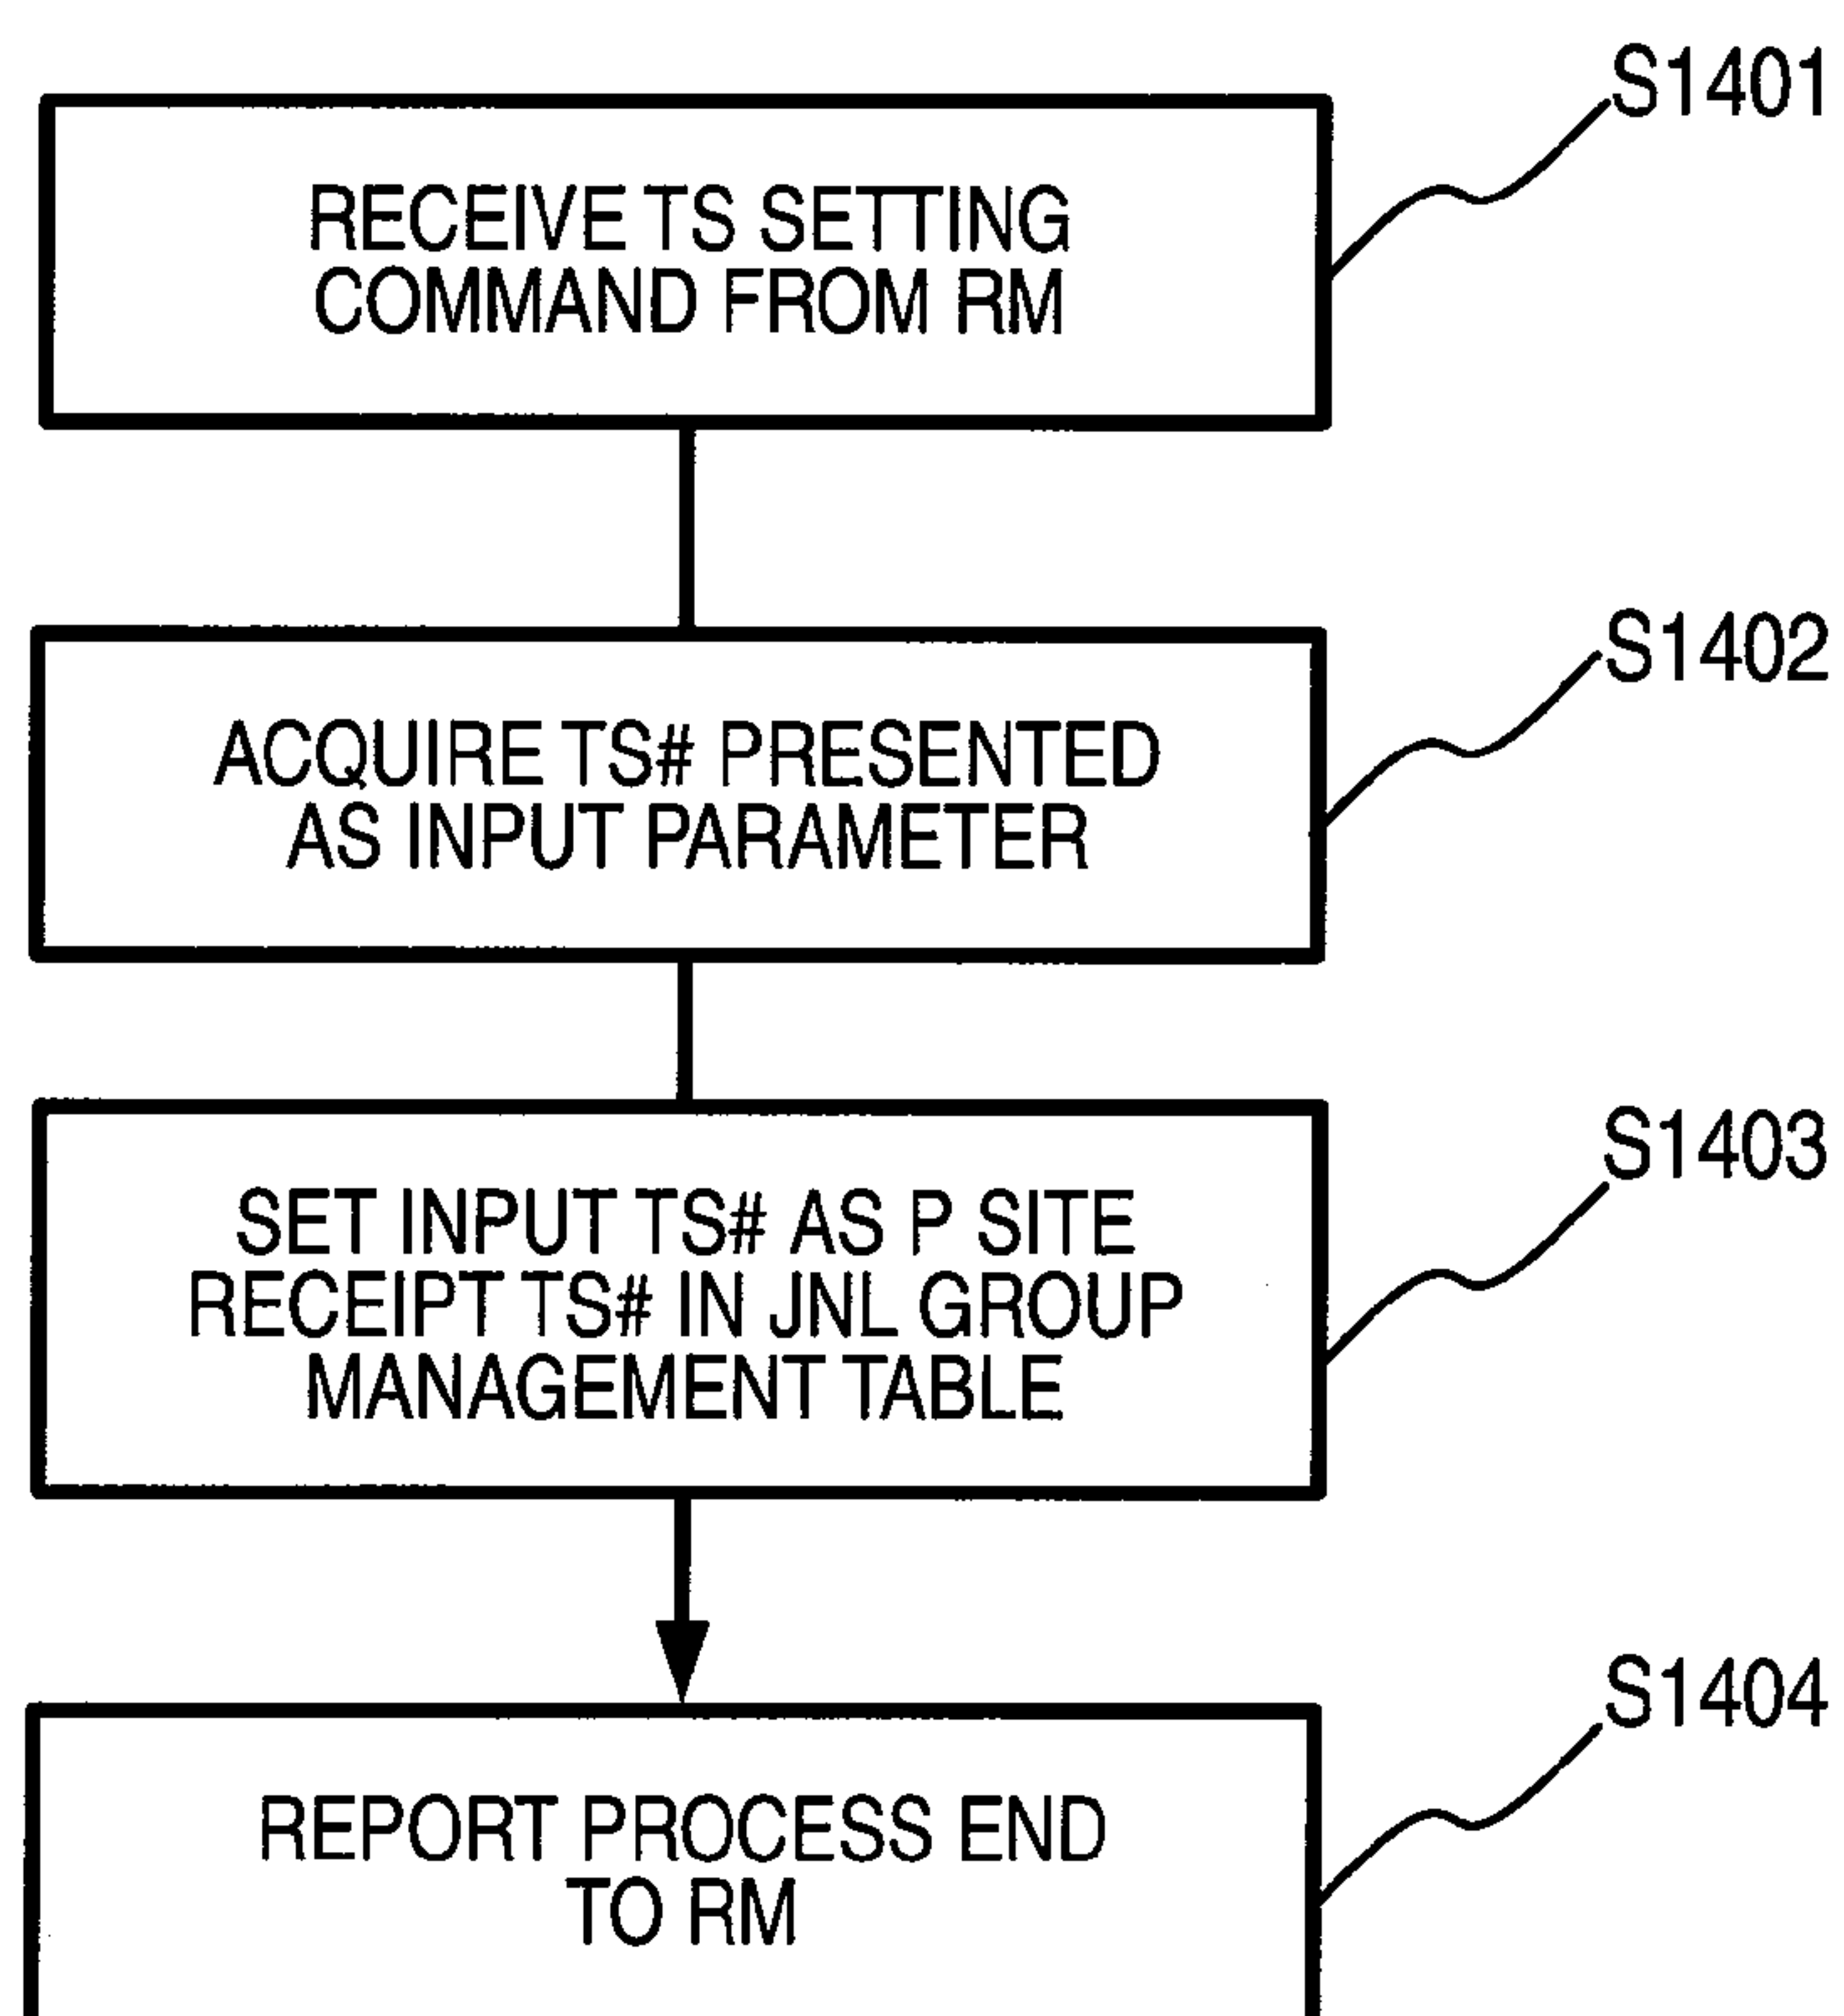 S1401
RECEIVE TS SETTING
COMMAND FROM RM
S1402
ACQUIRE TS# PRESENTED
AS INPUT PARAMETER
S1403
SET INPUT TS# AS P SITE
RECEIPT TS# IN JNL GROUP
MANAGEMENT TABLE
S1404
REPORT PROCESS END
TO RM